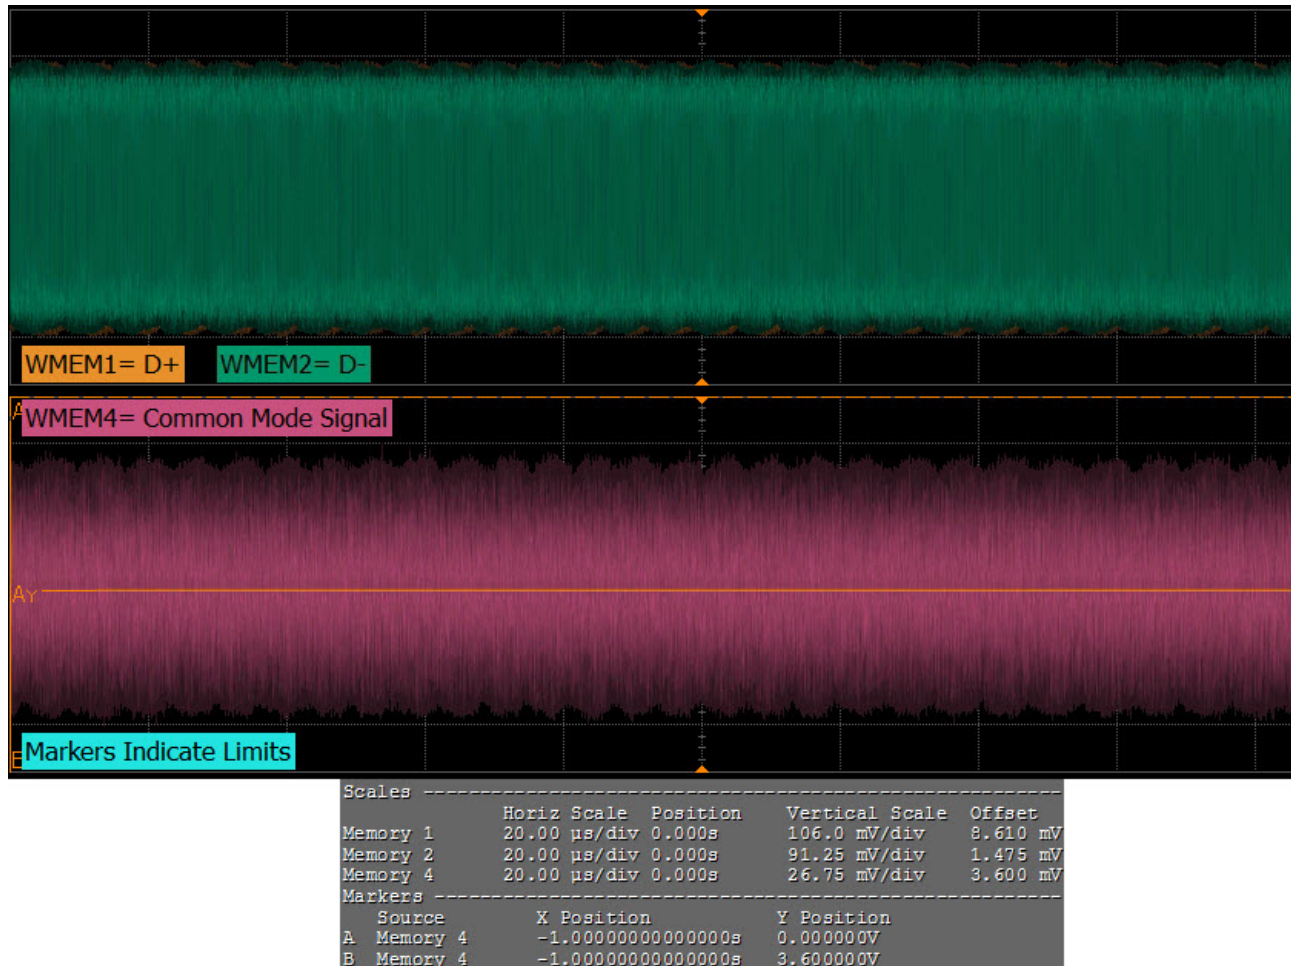 WMEM1= D+ WMEM2= D-
A
WMEM4= Common Mode Signal
AY
Markers Indicate Limits
Scales
Horiz Scale Position Vertical Scale Offset
Memory 1 20.00 µs/div 0.000s 106.0 mV/div 8.610 mV
Memory 2 20.00 µs/div 0.000s 91.25 mV/div 1.475 mV
Memory 4 20.00 µs/div 0.000s 26.75 mV/div 3.600 mV
Markers
Source X Position Y Position
A Memory 4 -1.00000000000000s 0.000000V
B Memory 4 -1.00000000000000s 3.600000V